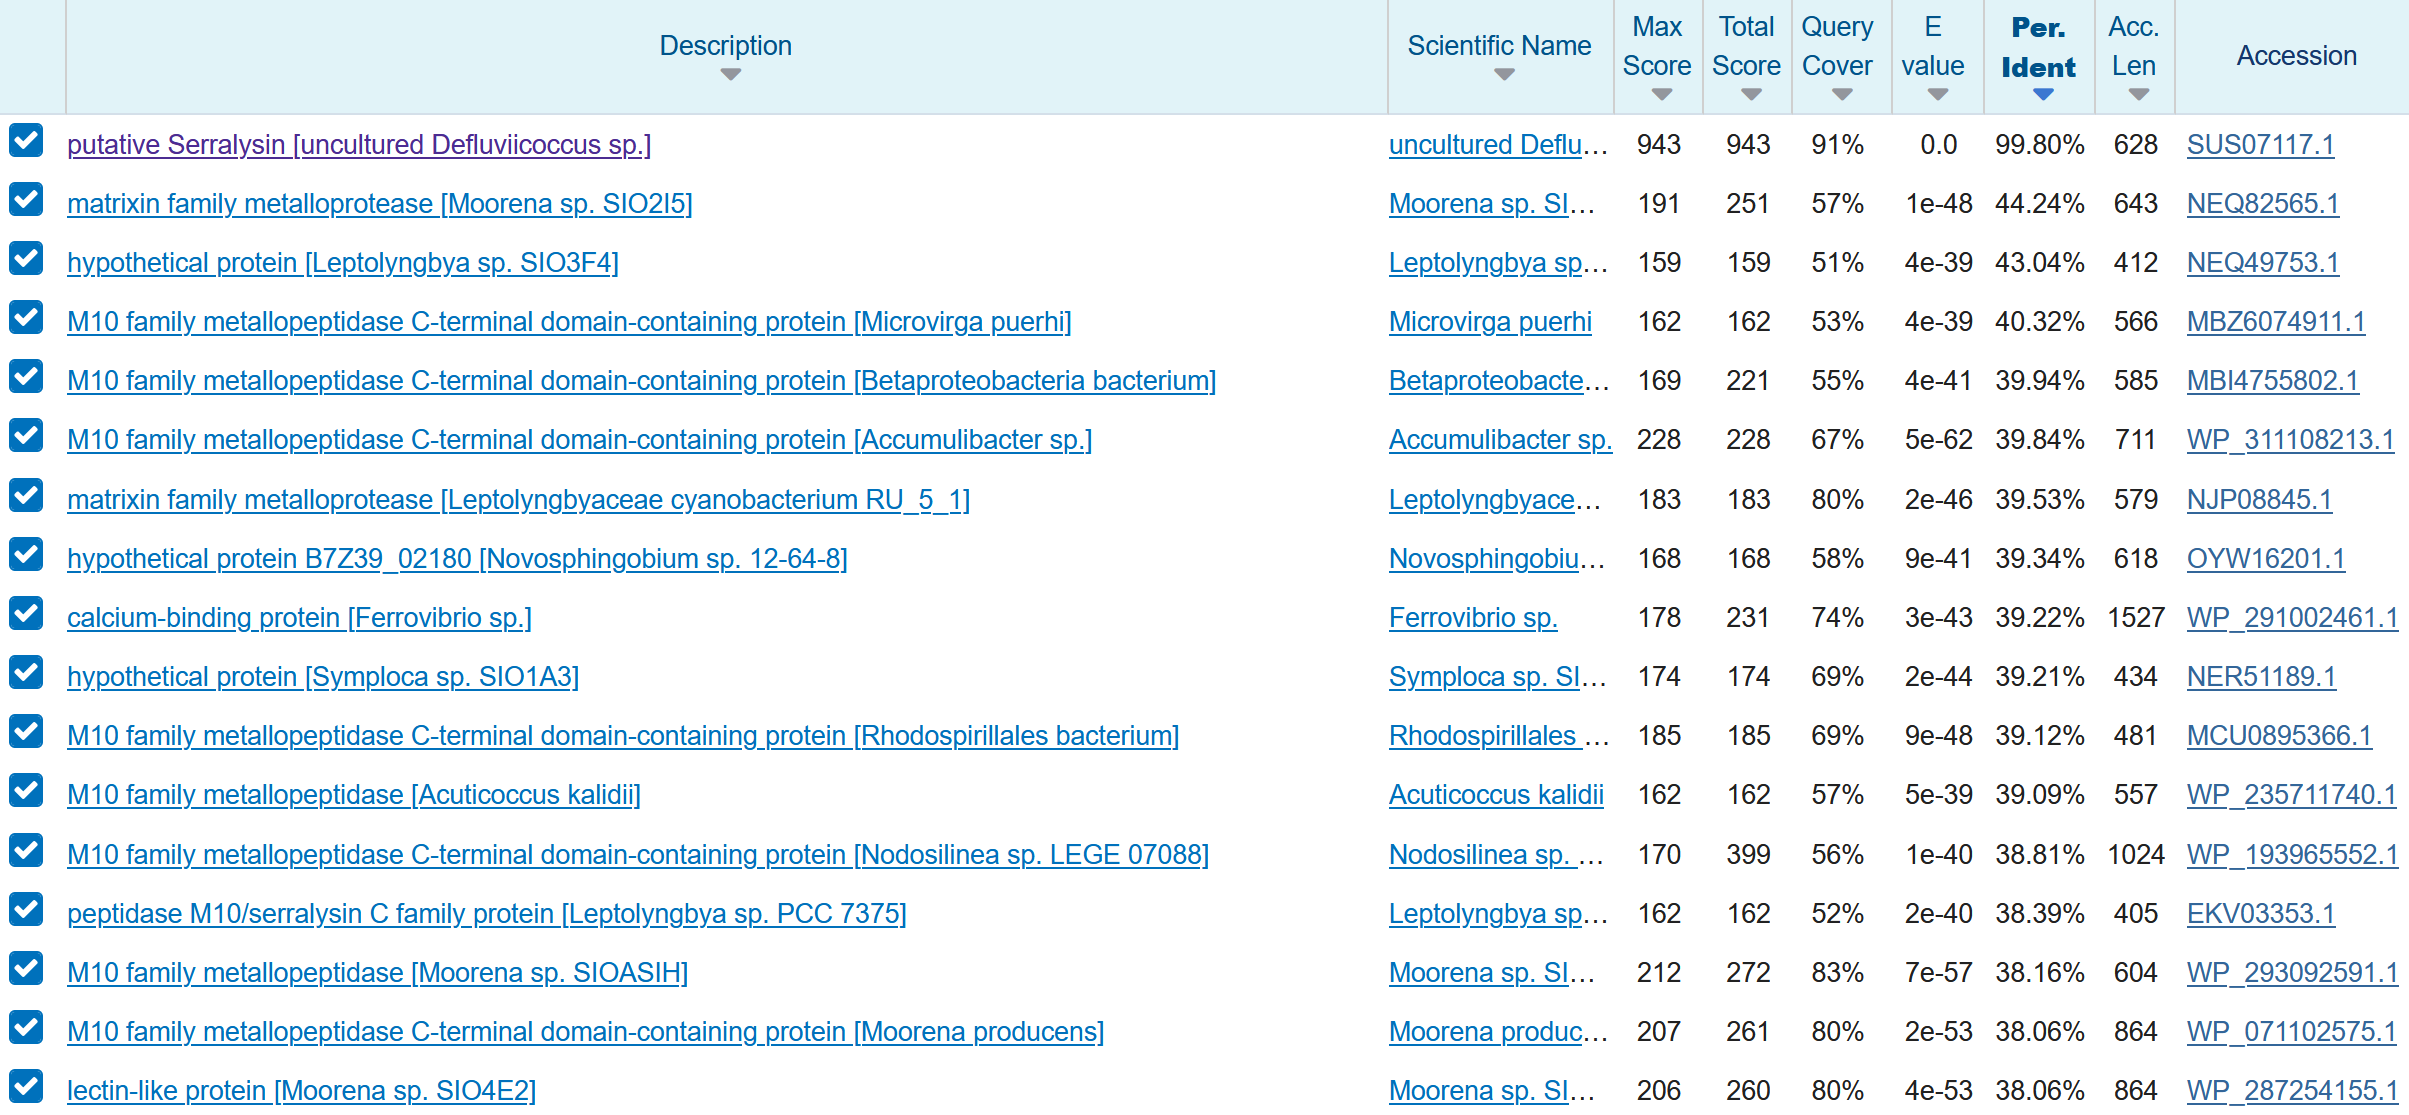 Description Scientific Name Max Score Total Score Query Cover E value Per. Ident Acc. Len Accession
putative Serralysin [uncultured Defluviicoccus sp.] uncultured Deflu… 943 943 91% 0.0 99.80% 628 SUS07117.1
matrixin family metalloprotease [Moorena sp. SIO2I5] Moorena sp. SI… 191 251 57% 1e-48 44.24% 643 NEQ82565.1
hypothetical protein [Leptolyngbya sp. SIO3F4] Leptolyngbya sp… 159 159 51% 4e-39 43.04% 412 NEQ49753.1
M10 family metallopeptidase C-terminal domain-containing protein [Microvirga puerhi] Microvirga puerhi 162 162 53% 4e-39 40.32% 566 MBZ6074911.1
M10 family metallopeptidase C-terminal domain-containing protein [Betaproteobacteria bacterium] Betaproteobacte… 169 221 55% 4e-41 39.94% 585 MBI4755802.1
M10 family metallopeptidase C-terminal domain-containing protein [Accumulibacter sp.] Accumulibacter sp. 228 228 67% 5e-62 39.84% 711 WP_311108213.1
matrixin family metalloprotease [Leptolyngbyaceae cyanobacterium RU_5_1] Leptolyngbyace… 183 183 80% 2e-46 39.53% 579 NJP08845.1
hypothetical protein B7Z39_02180 [Novosphingobium sp. 12-64-8] Novosphingobiu… 168 168 58% 9e-41 39.34% 618 OYW16201.1
calcium-binding protein [Ferrovibrio sp.] Ferrovibrio sp. 178 231 74% 3e-43 39.22% 1527 WP_291002461.1
hypothetical protein [Symploca sp. SIO1A3] Symploca sp. SI… 174 174 69% 2e-44 39.21% 434 NER51189.1
M10 family metallopeptidase C-terminal domain-containing protein [Rhodospirillales bacterium] Rhodospirillales … 185 185 69% 9e-48 39.12% 481 MCU0895366.1
M10 family metallopeptidase [Acuticoccus kalidii] Acuticoccus kalidii 162 162 57% 5e-39 39.09% 557 WP_235711740.1
M10 family metallopeptidase C-terminal domain-containing protein [Nodosilinea sp. LEGE 07088] Nodosilinea sp. … 170 399 56% 1e-40 38.81% 1024 WP_193965552.1
peptidase M10/serralysin C family protein [Leptolyngbya sp. PCC 7375] Leptolyngbya sp… 162 162 52% 2e-40 38.39% 405 EKV03353.1
M10 family metallopeptidase [Moorena sp. SIOASIH] Moorena sp. SI… 212 272 83% 7e-57 38.16% 604 WP_293092591.1
M10 family metallopeptidase C-terminal domain-containing protein [Moorena producens] Moorena produc… 207 261 80% 2e-53 38.06% 864 WP_071102575.1
lectin-like protein [Moorena sp. SIO4E2] Moorena sp. SI… 206 260 80% 4e-53 38.06% 864 WP_287254155.1